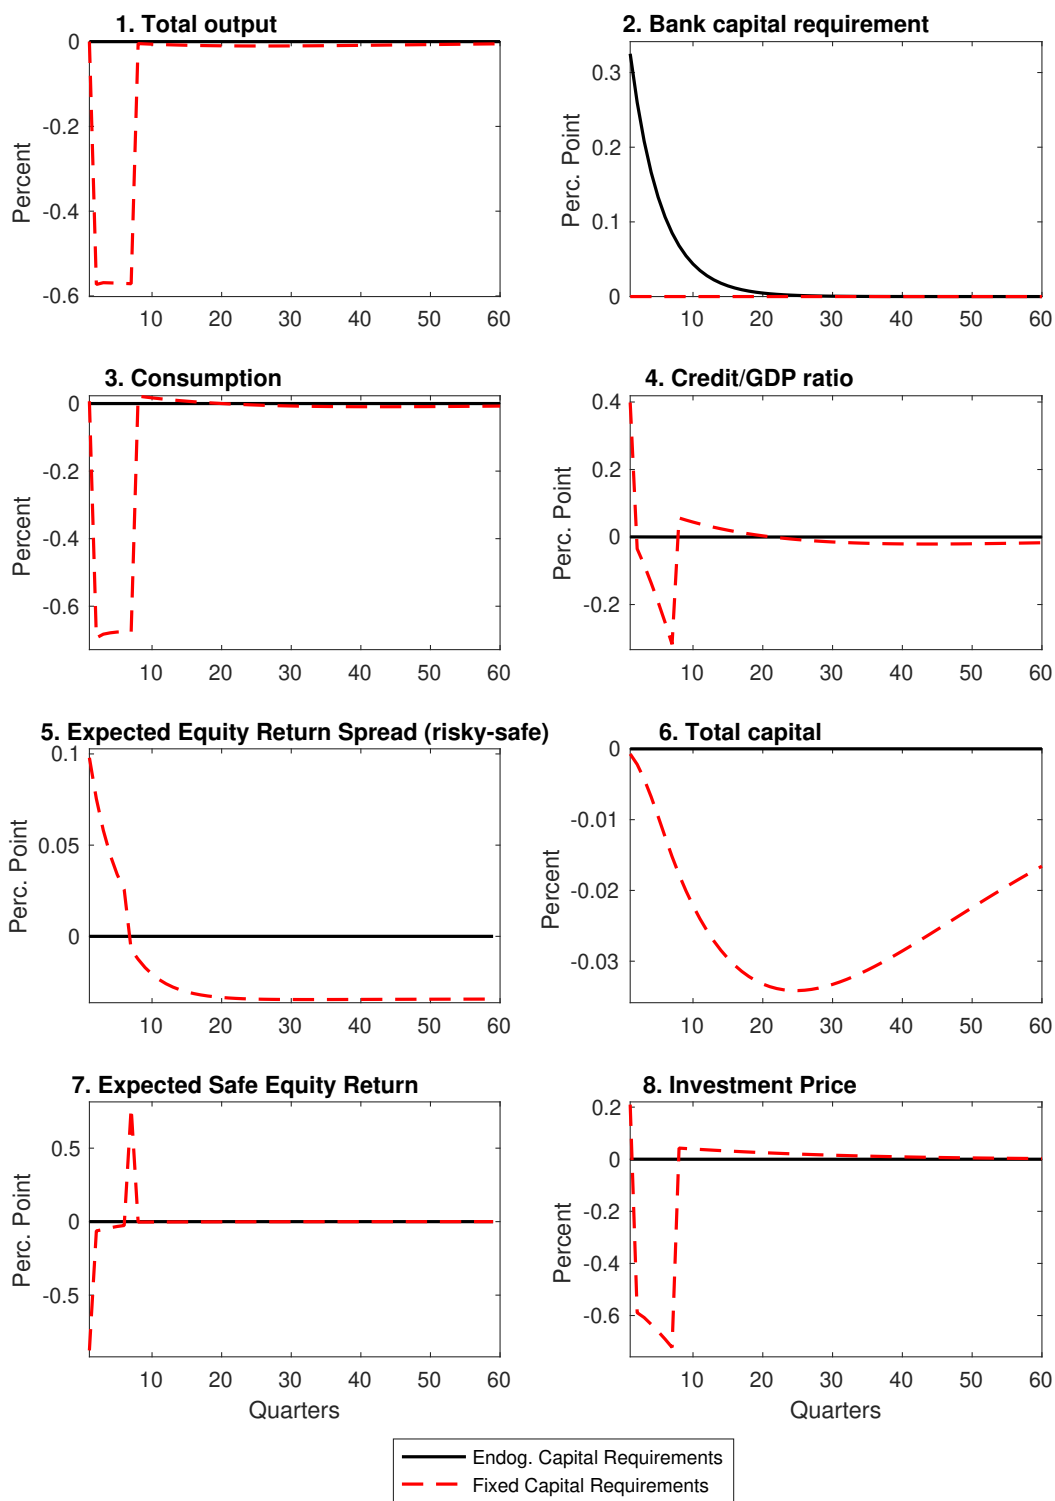 1. Total output
0
-0.2
-0.4
-0.6
Percent
10 20 30 40 50 60
2. Bank capital requirement
0.3
0.2
0.1
0
Perc. Point
10 20 30 40 50 60
3. Consumption
0
-0.2
-0.4
-0.6
Percent
10 20 30 40 50 60
4. Credit/GDP ratio
0.4
0.2
0
-0.2
Perc. Point
10 20 30 40 50 60
5. Expected Equity Return Spread (risky-safe)
0.1
0.05
0
Perc. Point
10 20 30 40 50 60
6. Total capital
0
-0.01
-0.02
-0.03
Percent
10 20 30 40 50 60
7. Expected Safe Equity Return
0.5
0
-0.5
Perc. Point
10 20 30 40 50 60
Quarters
8. Investment Price
0.2
0
-0.2
-0.4
-0.6
Percent
10 20 30 40 50 60
Quarters
Endog. Capital Requirements
Fixed Capital Requirements